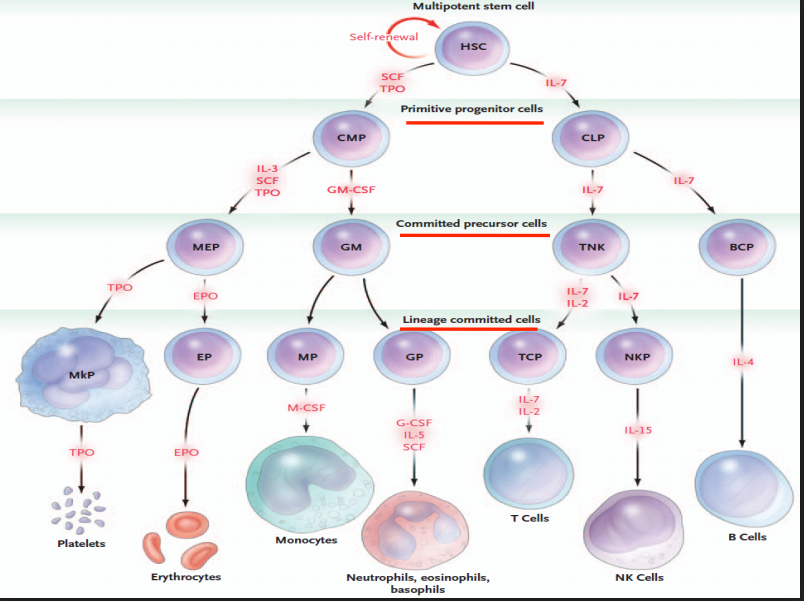 Multipotent stem cell
Self-renewal
HSC
SCF
TPO
IL-7
Primitive progenitor cells
CMP
CLP
IL-3
SCF
TPO
GM-CSF
IL-7
IL-7
Committed precursor cells
MEP
GM
TNK
BCP
TPO
EPO
IL-7
IL-2
IL-7
Lineage committed cells
MkP
EP
MP
GP
TCP
NKP
IL-4
M-CSF
G-CSF
IL-5
SCF
IL-7
IL-2
IL-15
TPO
EPO
Platelets
Erythrocytes
Monocytes
Neutrophils, eosinophils,
basophils
T Cells
NK Cells
B Cells